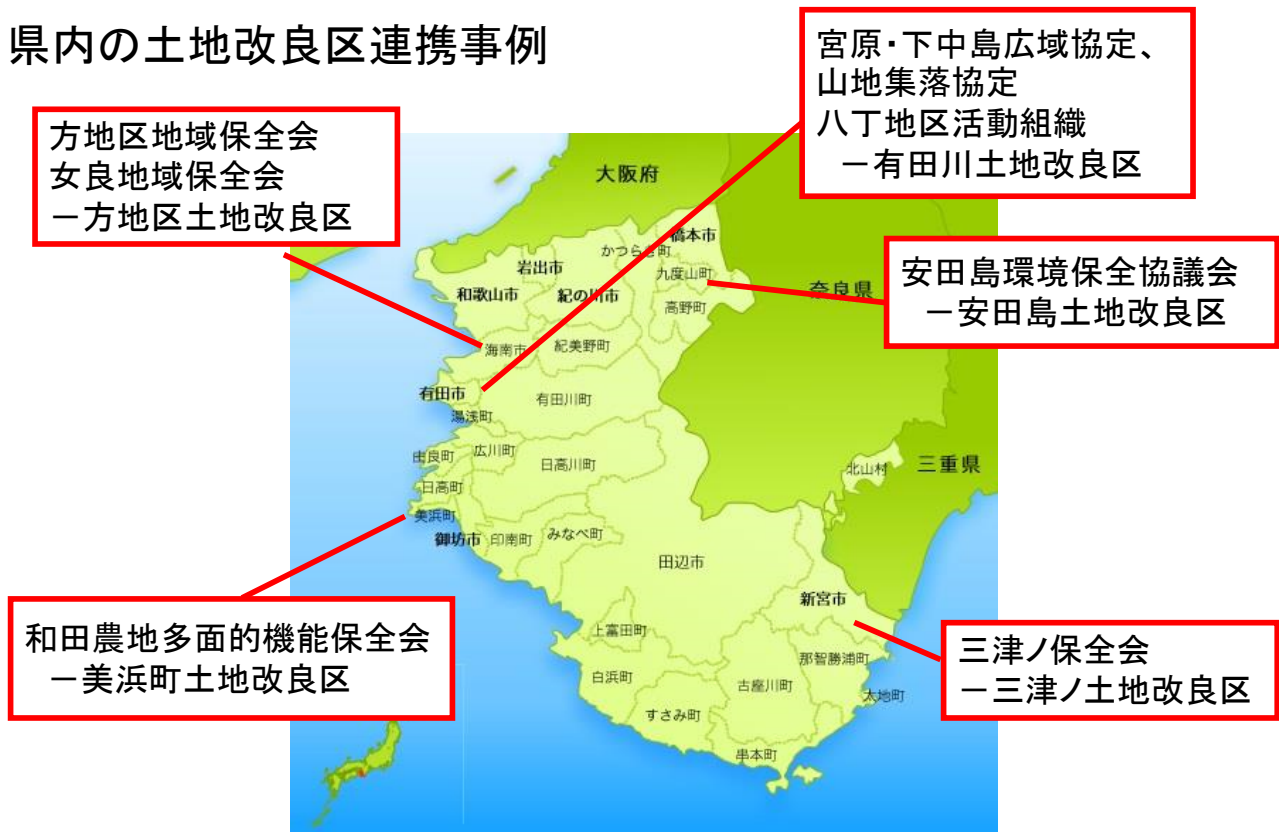 県内の土地改良区連携事例
宮原・下中島広域協定、
山地集落協定
八丁地区活動組織
－有田川土地改良区
方地区地域保全会
女良地域保全会
－方地区土地改良区
安田島環境保全協議会
－安田島土地改良区
和田農地多面的機能保全会
－美浜町土地改良区
三津ノ保全会
－三津ノ土地改良区
大阪府
橋本市
かつらぎ町
岩出市
九度山町
奈良県
和歌山市
紀の川市
高野町
海南市
紀美野町
有田市
有田川町
湯浅町
由良町
広川町
日高川町
北山村
三重県
日高町
美浜町
御坊市
印南町
みなべ町
田辺市
新宮市
上富田町
那智勝浦町
白浜町
古座川町
太地町
すさみ町
串本町